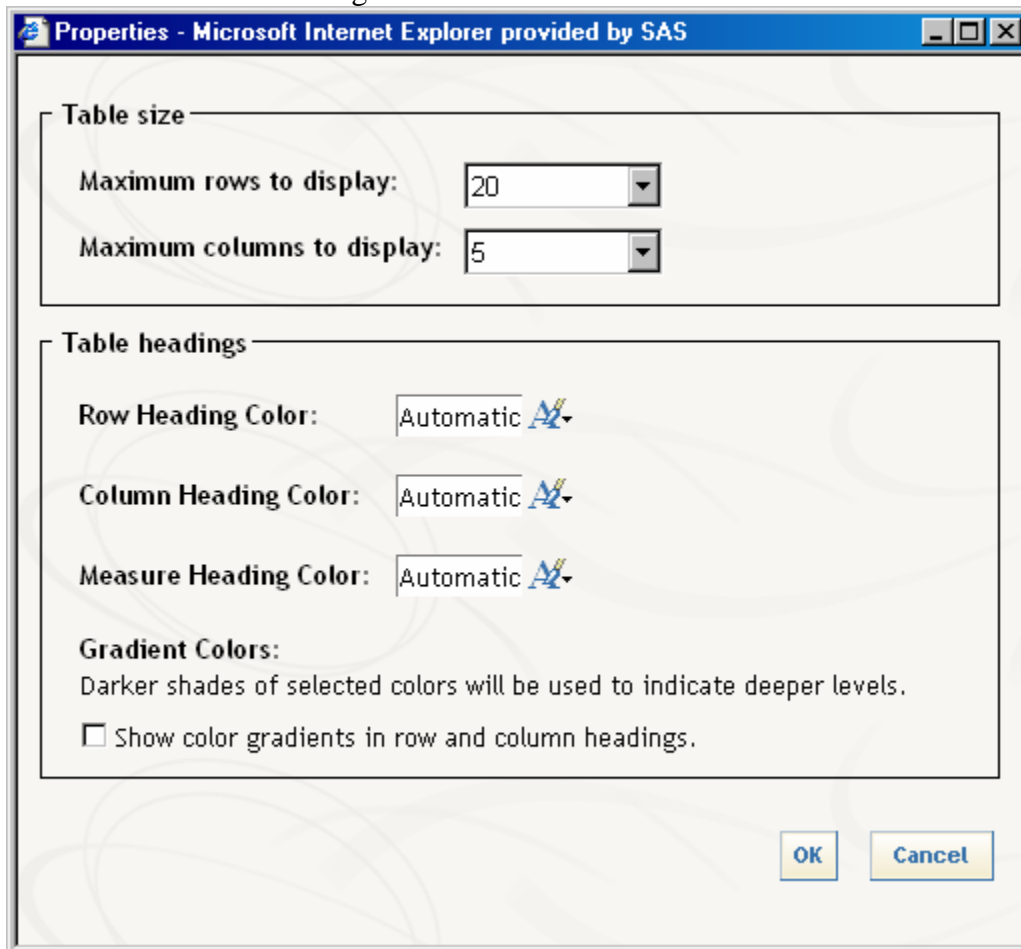 Properties - Microsoft Internet Explorer provided by SAS
Table size
Maximum rows to display: 20
Maximum columns to display: 5
Table headings
Row Heading Color: Automatic
Column Heading Color: Automatic
Measure Heading Color: Automatic
Gradient Colors:
Darker shades of selected colors will be used to indicate deeper levels.
Show color gradients in row and column headings.
OK Cancel